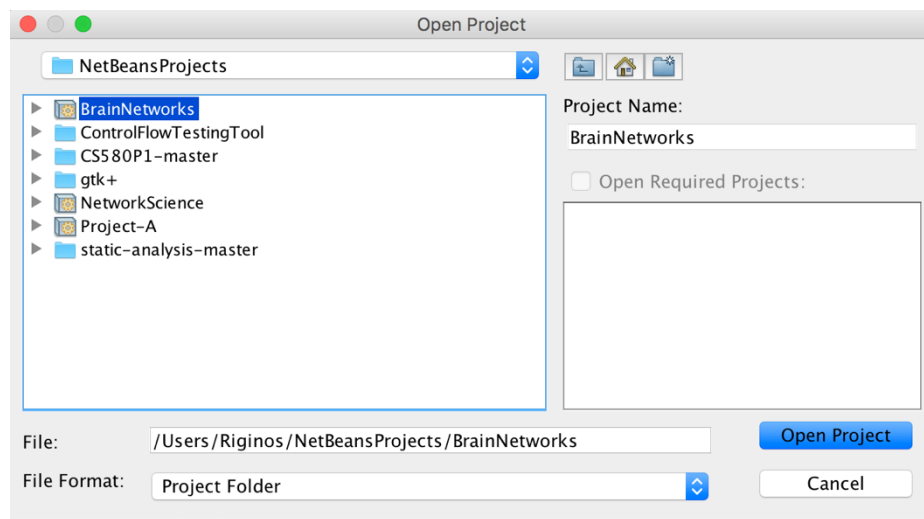 Open Project
NetBeansProjects
BrainNetworks
ControlFlowTestingTool
CS580P1-master
gtk+
NetworkScience
Project-A
static-analysis-master
Project Name:
BrainNetworks
Open Required Projects:
File: /Users/Riginos/NetBeansProjects/BrainNetworks
Open Project
File Format: Project Folder
Cancel